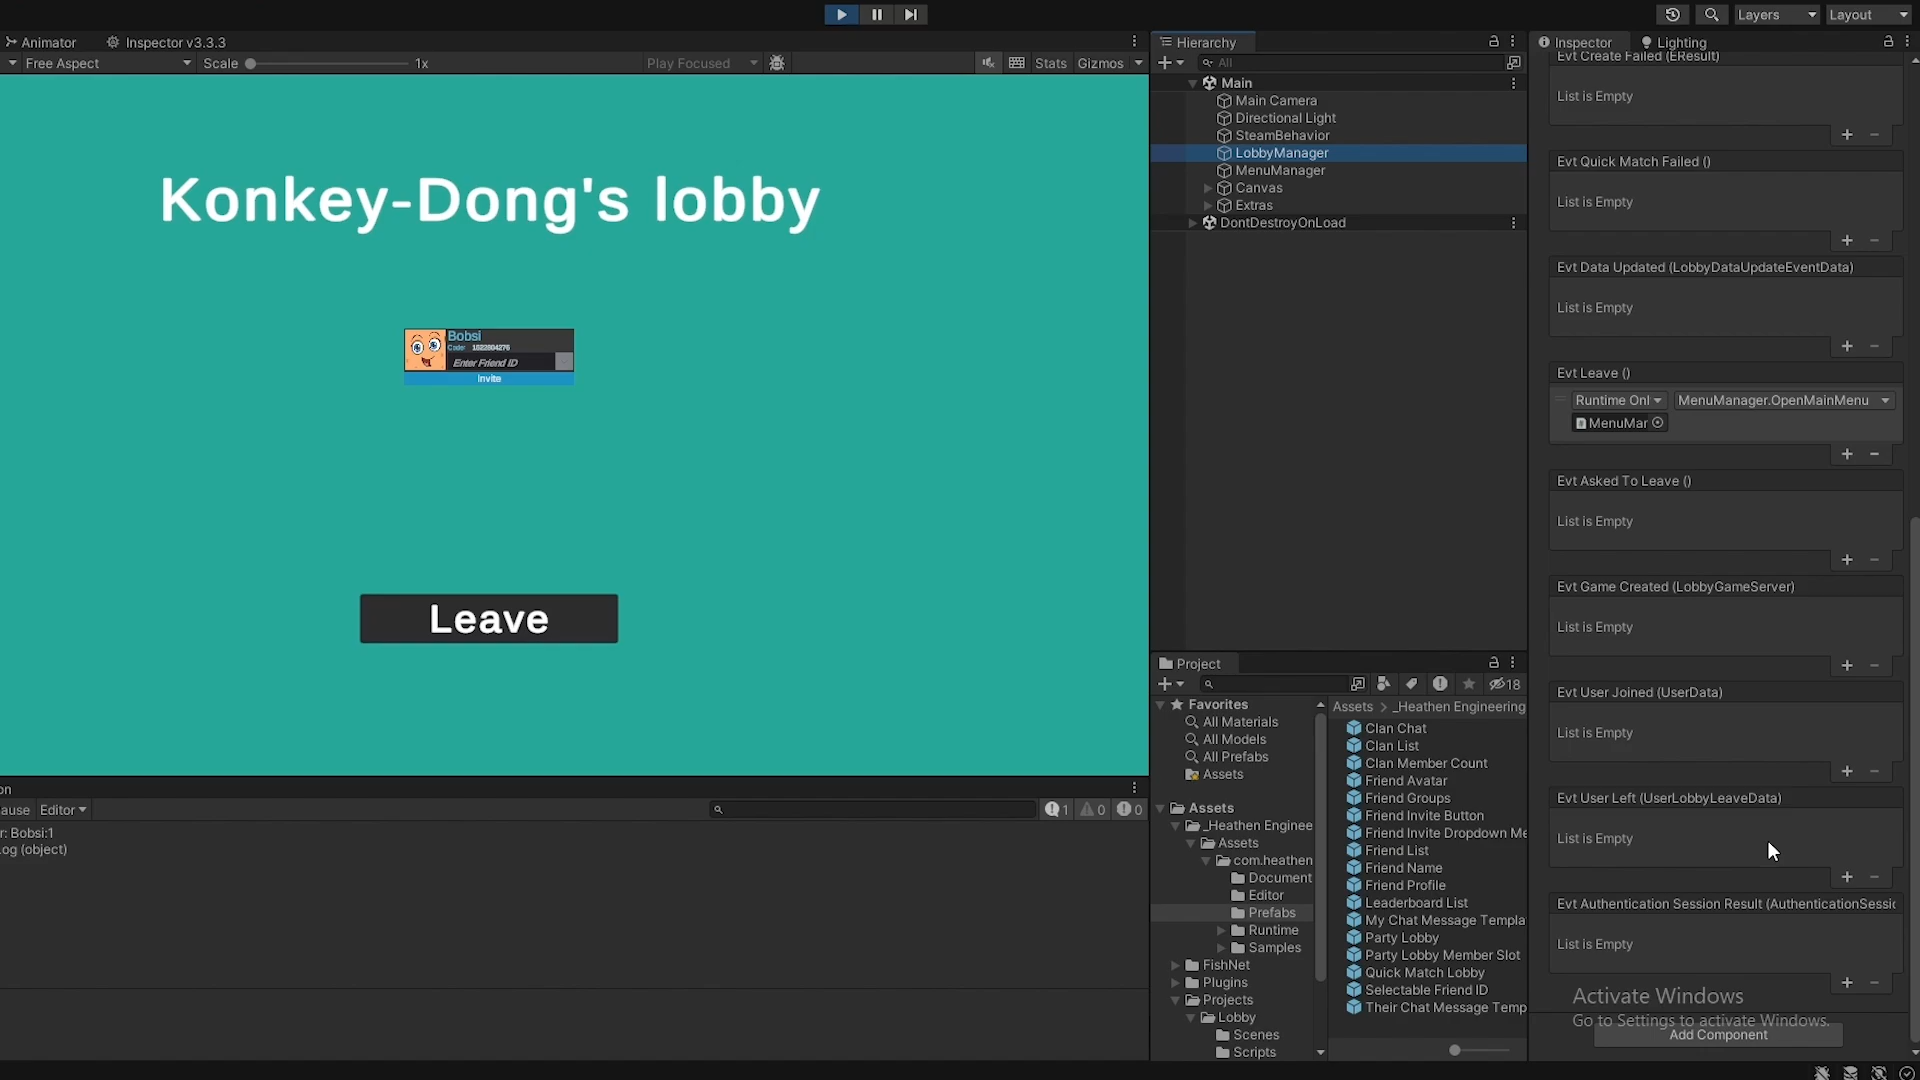 Layers
Layout
Animator
Inspector v3.3.3
Free Aspect
Scale
1x
Play Focused
Stats
Gizmos
Konkey-Dong's lobby
Bobsi
Code: 1522804276
Enter Friend ID
Invite
Leave
on
ause
Editor
1
0
0
r: Bobsi:1
og (object)
Hierarchy
All
Main
Main Camera
Directional Light
SteamBehavior
LobbyManager
MenuManager
Canvas
Extras
DontDestroyOnLoad
Project
18
Favorites
All Materials
All Models
All Prefabs
Assets
Assets
_Heathen Enginee
Assets
com.heathen
Document
Editor
Prefabs
Runtime
Samples
FishNet
Plugins
Projects
Lobby
Scenes
Scripts
Assets > _Heathen Engineering
Clan Chat
Clan List
Clan Member Count
Friend Avatar
Friend Groups
Friend Invite Button
Friend Invite Dropdown Me
Friend List
Friend Name
Friend Profile
Leaderboard List
My Chat Message Templa
Party Lobby
Party Lobby Member Slot
Quick Match Lobby
Selectable Friend ID
Their Chat Message Temp
Inspector
Lighting
Evt Create Failed (EResult)
List is Empty
Evt Quick Match Failed ()
List is Empty
Evt Data Updated (LobbyDataUpdateEventData)
List is Empty
Evt Leave ()
Runtime Onl
MenuManager.OpenMainMenu
MenuMar
Evt Asked To Leave ()
List is Empty
Evt Game Created (LobbyGameServer)
List is Empty
Evt User Joined (UserData)
List is Empty
Evt User Left (UserLobbyLeaveData)
List is Empty
Evt Authentication Session Result (AuthenticationSessic
List is Empty
Activate Windows
Go to Settings to activate Windows.
Add Component